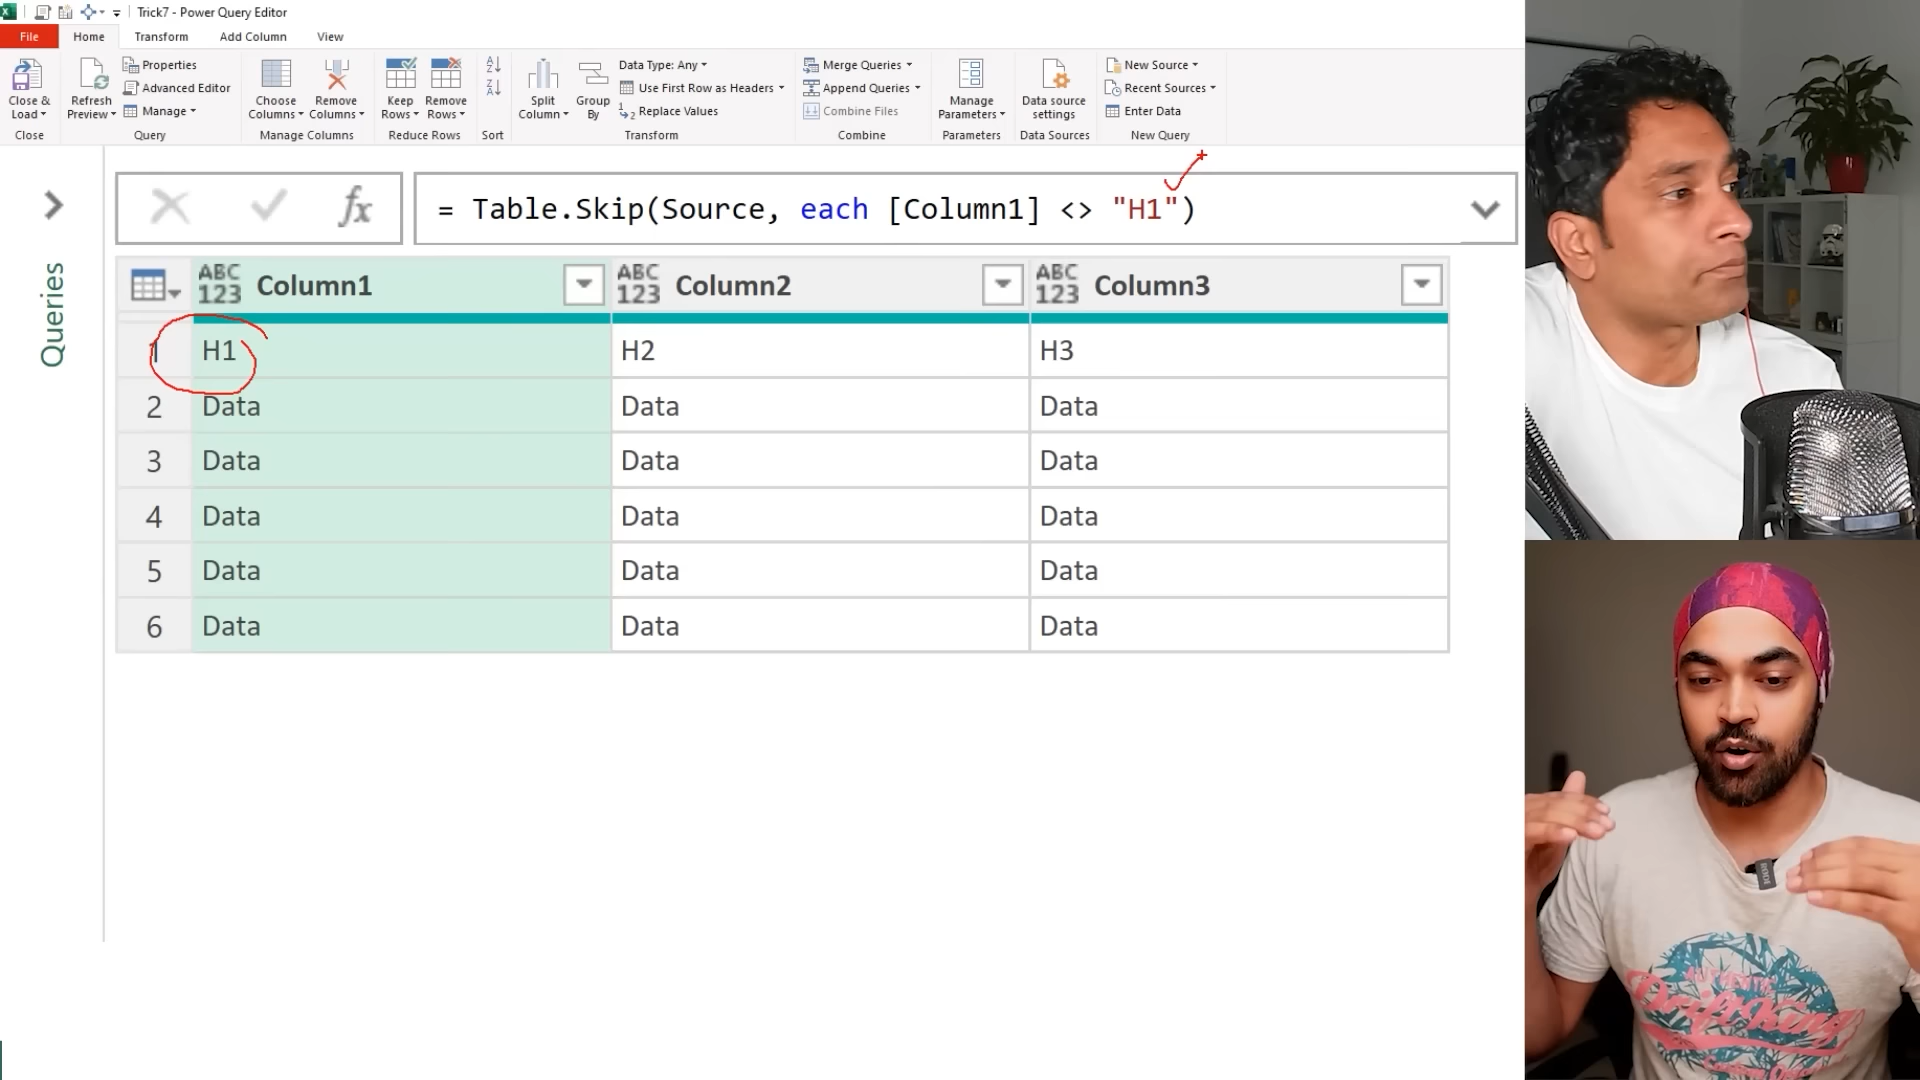 Trick7 - Power Query Editor
File Home Transform Add Column View
Close & Load
Close
Refresh Preview
Properties
Advanced Editor
Manage
Query
Choose Columns
Remove Columns
Manage Columns
Keep Rows
Remove Rows
Reduce Rows
A Z
Z A
Sort
Split Column
Group By
Data Type: Any
Use First Row as Headers
1 2 Replace Values
Transform
Merge Queries
Append Queries
Combine Files
Combine
Manage Parameters
Parameters
Data source settings
Data Sources
New Source
Recent Sources
Enter Data
New Query
Queries
fx = Table.Skip(Source, each [Column1] <> "H1")
ABC 123 Column1 ABC 123 Column2 ABC 123 Column3
1 H1 H2 H3
2 Data Data Data
3 Data Data Data
4 Data Data Data
5 Data Data Data
6 Data Data Data